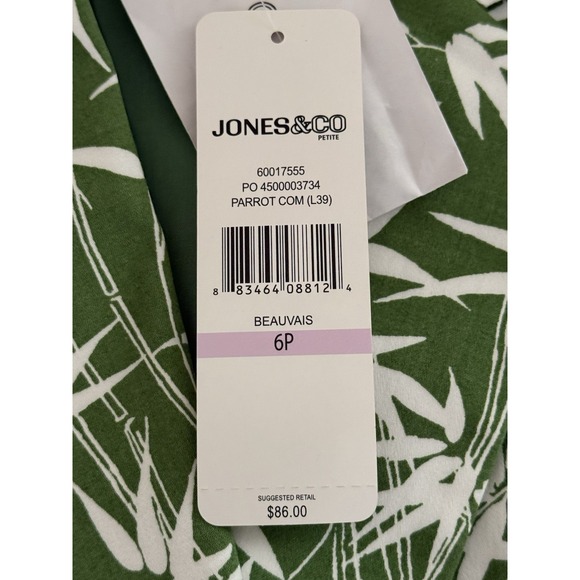 JONES&CO
PETITE
60017555
PO 4500003734
PARROT COM (L39)
8 83464 08812 4
BEAUVAIS
6P
SUGGESTED RETAIL
$86.00